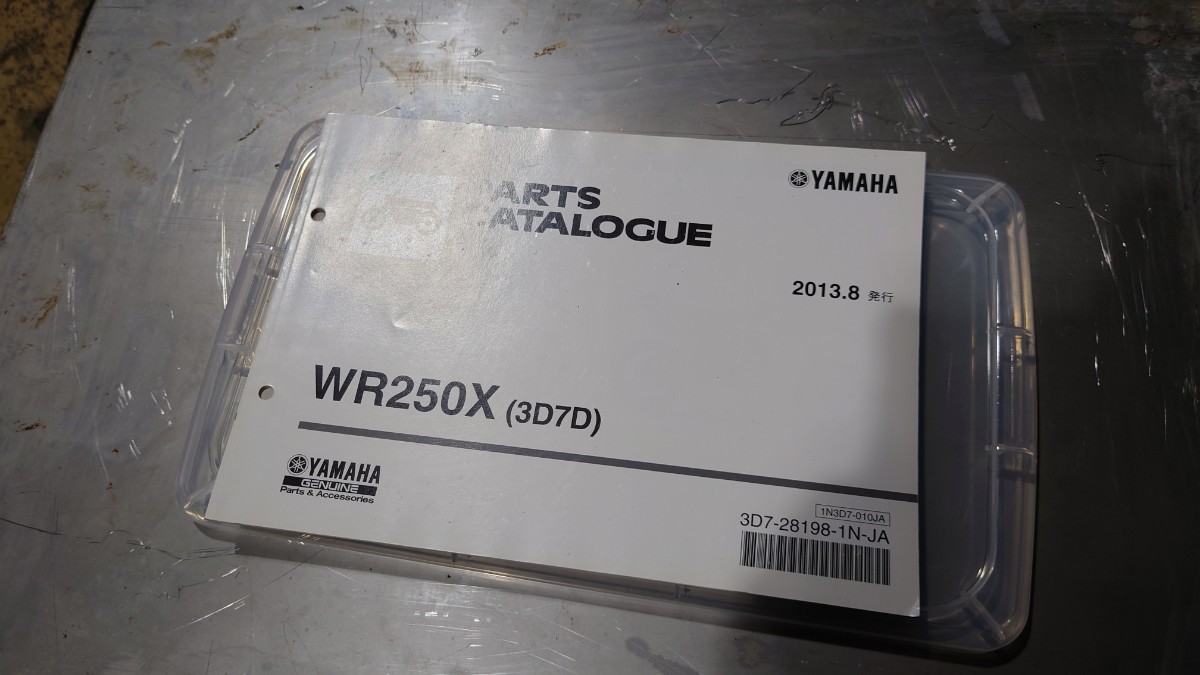 YAMAHA
PARTS
CATALOGUE
2013.8 発行
WR250X (3D7D)
YAMAHA
GENUINE
Parts & Accessories
1N3D7-010JA
3D7-28198-1N-JA